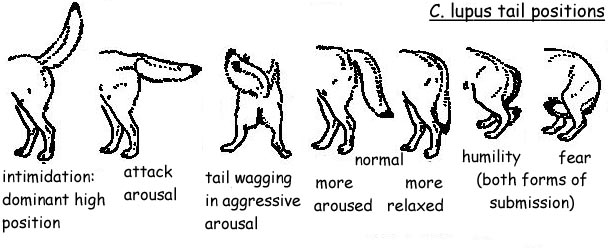 C. lupus tail positions
intimidation:
dominant high
position
attack
arousal
tail wagging
in aggressive
arousal
normal
more
aroused
more
relaxed
humility
fear
(both forms of
submission)